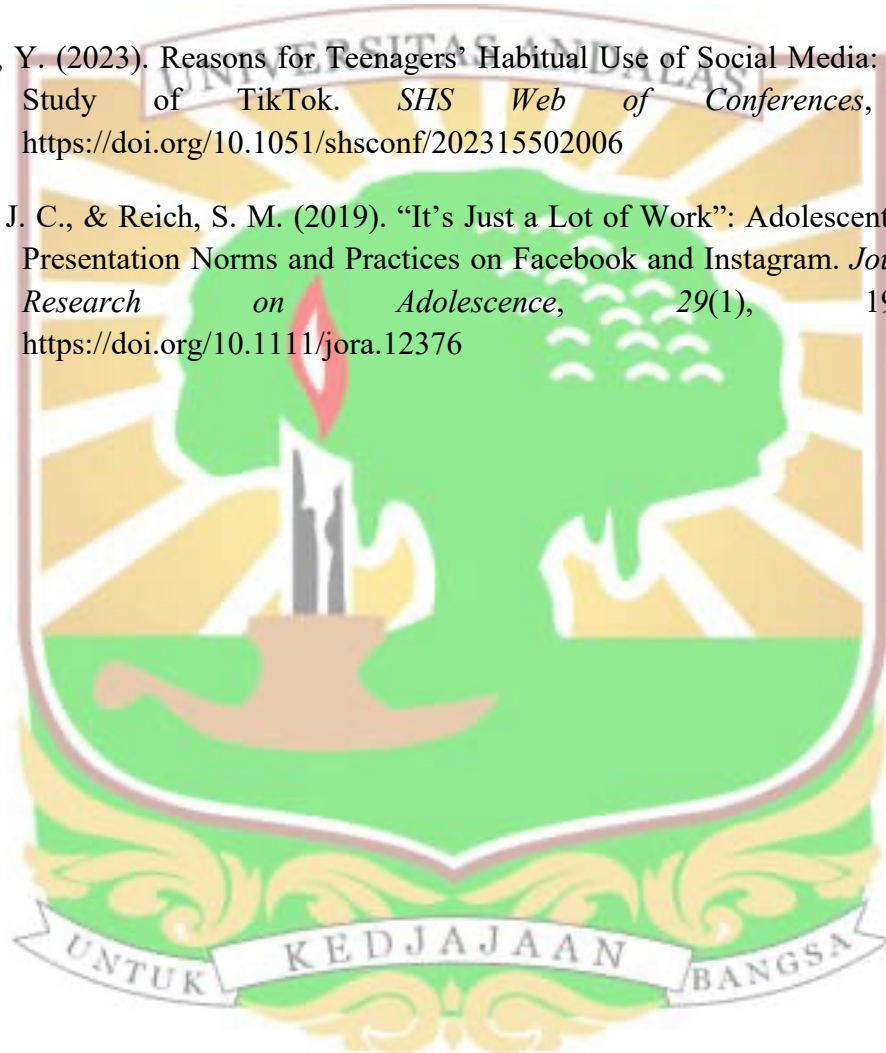 UNIVERSITAS ANDALAS
, Y. (2023). Reasons for Teenagers’ Habitual Use of Social Media:
Study of TikTok. SHS Web of Conferences,
https://doi.org/10.1051/shsconf/202315502006
J. C., & Reich, S. M. (2019). “It’s Just a Lot of Work”: Adolescent
Presentation Norms and Practices on Facebook and Instagram. Jou
Research on Adolescence, 29(1), 19
https://doi.org/10.1111/jora.12376
UNTUK KEDJAJAAN BANGSA